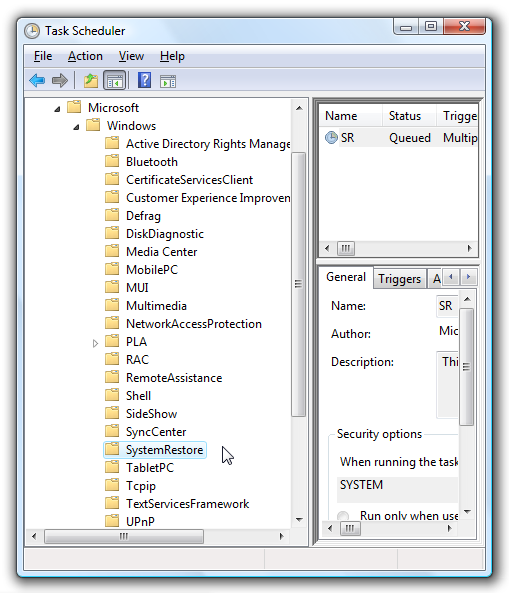 Task Scheduler
File Action View Help
Microsoft
Windows
Active Directory Rights Manage
Bluetooth
CertificateServicesClient
Customer Experience Improven
Defrag
DiskDiagnostic
Media Center
MobilePC
MUI
Multimedia
NetworkAccessProtection
PLA
RAC
RemoteAssistance
Shell
SideShow
SyncCenter
SystemRestore
TabletPC
Tcpip
TextServicesFramework
UPnP
Name Status Trigge
SR Queued Multip
General Triggers A
Name: SR
Author: Mic
Description: Thi
Security options
When running the task
SYSTEM
Run only when use